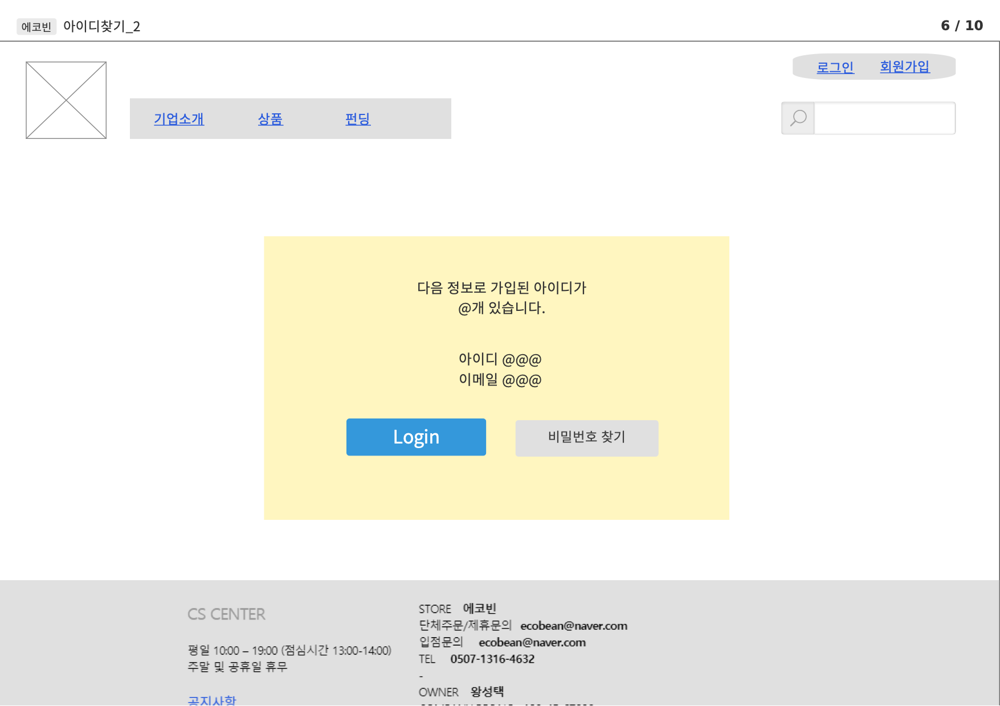 에코빈 아이디찾기_2
6 / 10
로그인 회원가입
기업소개 상품 펀딩
다음 정보로 가입된 아이디가
@개 있습니다.
아이디 @@@
이메일 @@@
Login
비밀번호 찾기
CS CENTER
평일 10:00 – 19:00 (점심시간 13:00-14:00)
주말 및 공휴일 휴무
공지사항
STORE 에코빈
단체주문/제휴문의 ecobean@naver.com
입점문의 ecobean@naver.com
TEL 0507-1316-4632
-
OWNER 왕성택